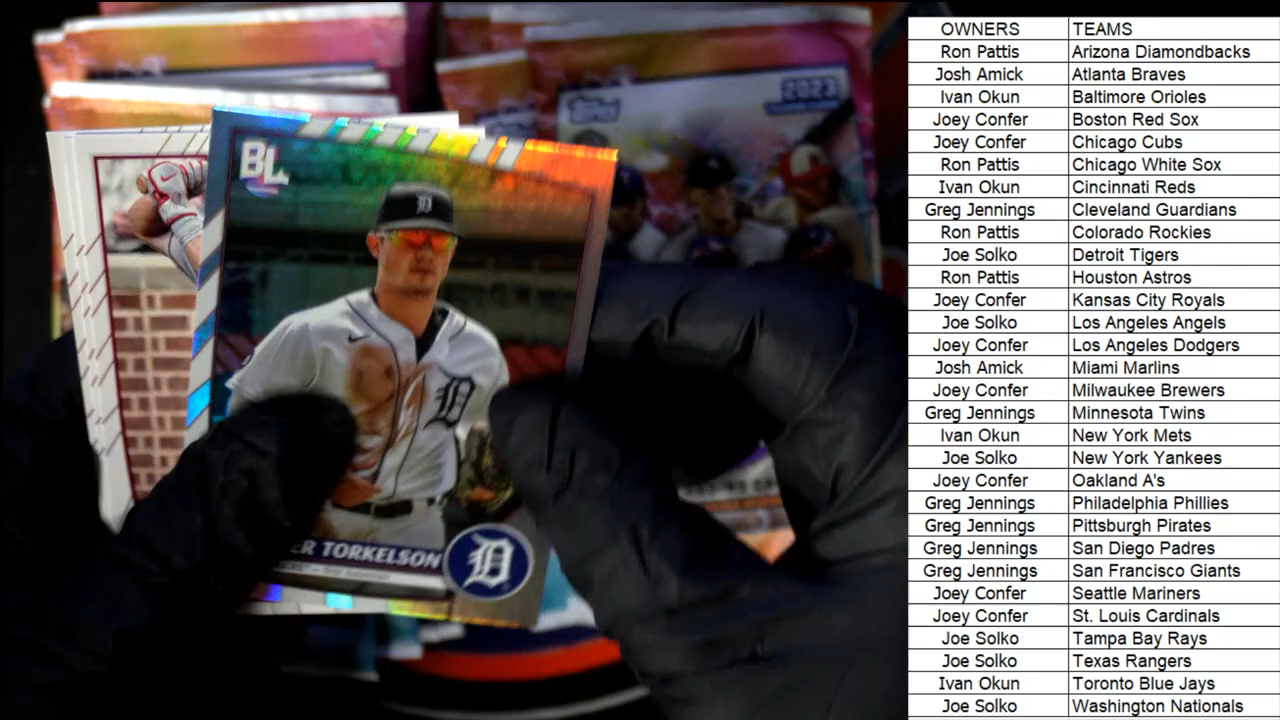 2023
topps
BL
D
ER TORKELSON
D
OWNERS TEAMS
Ron Pattis Arizona Diamondbacks
Josh Amick Atlanta Braves
Ivan Okun Baltimore Orioles
Joey Confer Boston Red Sox
Joey Confer Chicago Cubs
Ron Pattis Chicago White Sox
Ivan Okun Cincinnati Reds
Greg Jennings Cleveland Guardians
Ron Pattis Colorado Rockies
Joe Solko Detroit Tigers
Ron Pattis Houston Astros
Joey Confer Kansas City Royals
Joe Solko Los Angeles Angels
Joey Confer Los Angeles Dodgers
Josh Amick Miami Marlins
Joey Confer Milwaukee Brewers
Greg Jennings Minnesota Twins
Ivan Okun New York Mets
Joe Solko New York Yankees
Joey Confer Oakland A's
Greg Jennings Philadelphia Phillies
Greg Jennings Pittsburgh Pirates
Greg Jennings San Diego Padres
Greg Jennings San Francisco Giants
Joey Confer Seattle Mariners
Joey Confer St. Louis Cardinals
Joe Solko Tampa Bay Rays
Joe Solko Texas Rangers
Ivan Okun Toronto Blue Jays
Joe Solko Washington Nationals